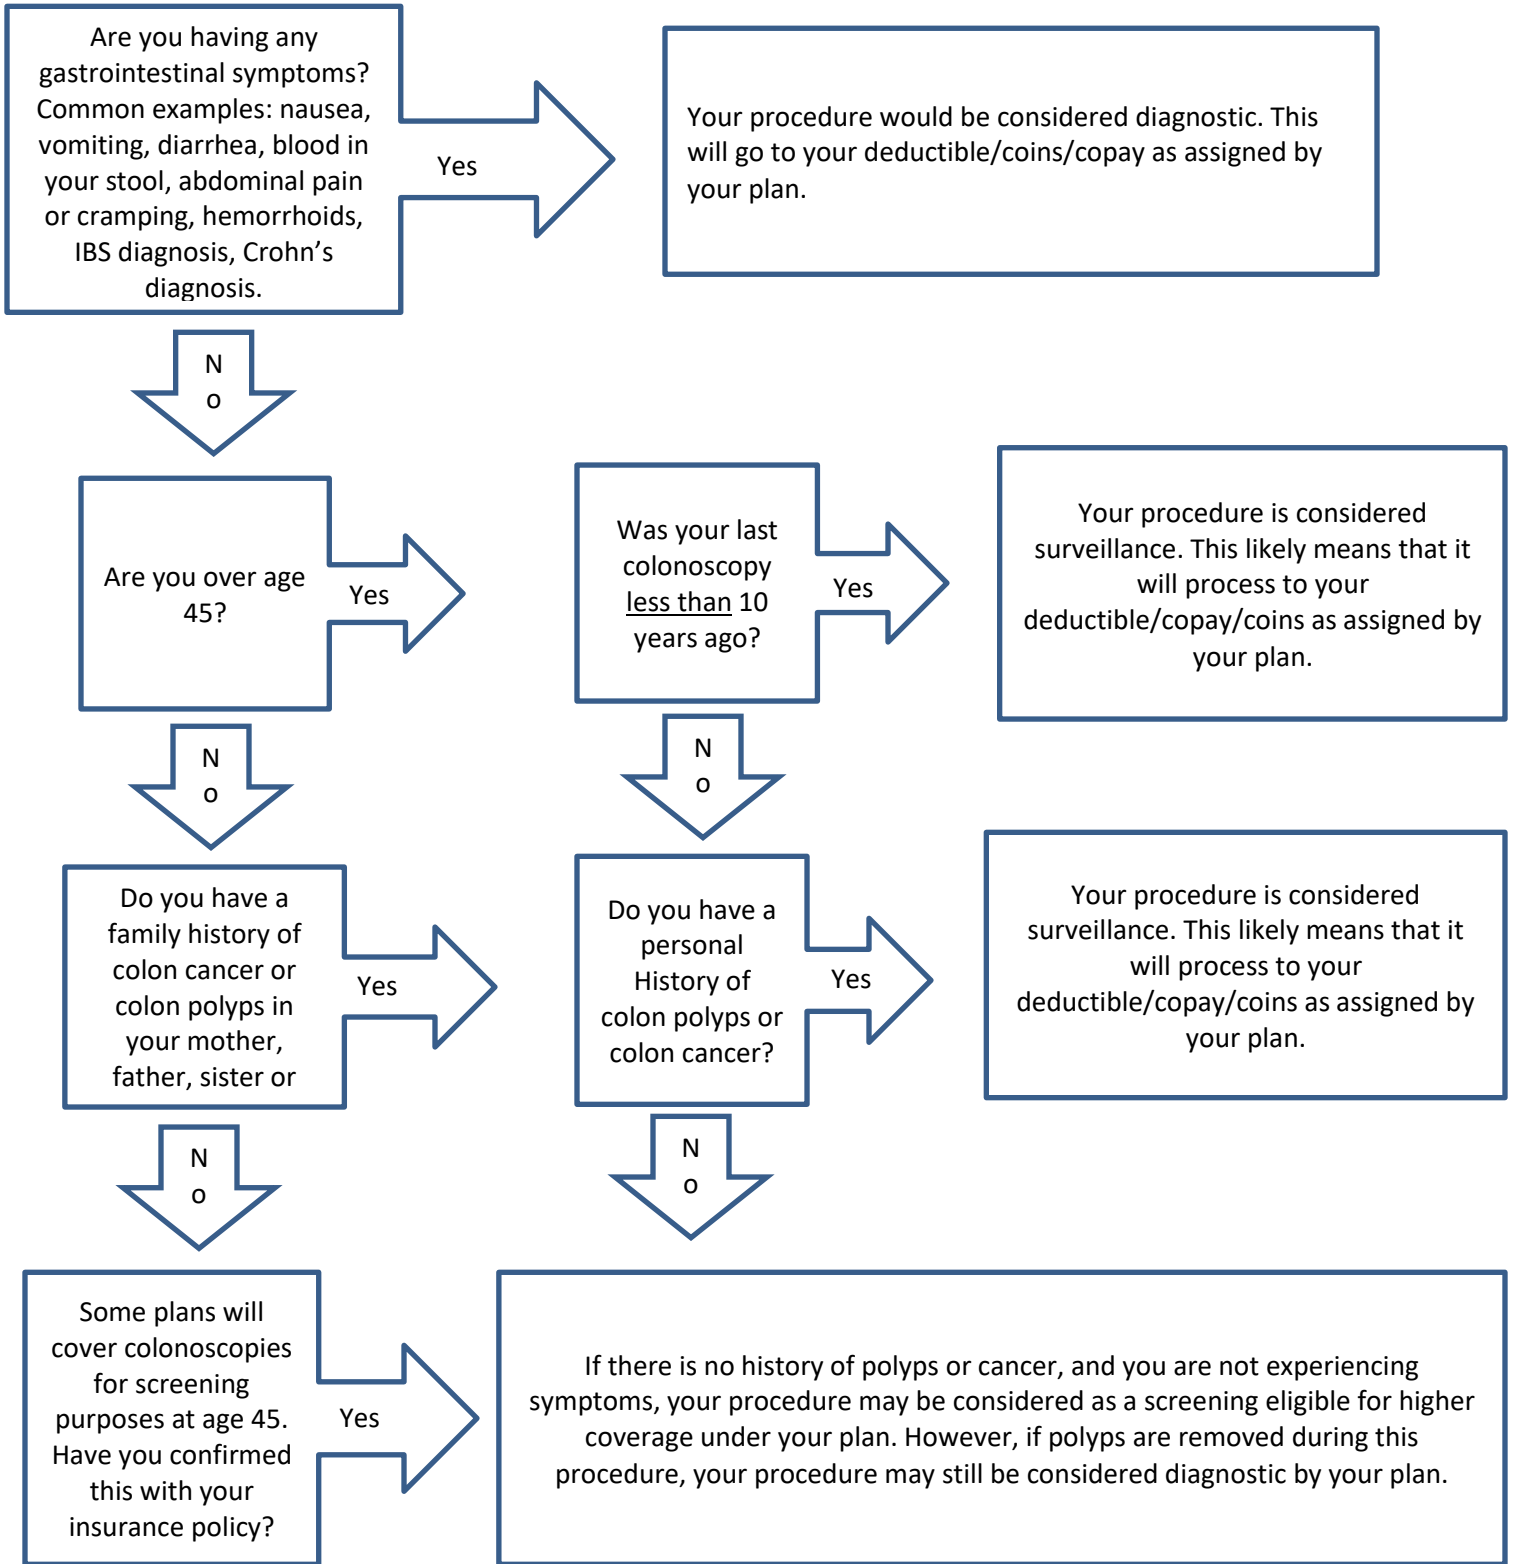 Are you having any
gastrointestinal symptoms?
Common examples: nausea,
vomiting, diarrhea, blood in
your stool, abdominal pain
or cramping, hemorrhoids,
IBS diagnosis, Crohn’s
diagnosis.
Yes
Your procedure would be considered diagnostic. This
will go to your deductible/coins/copay as assigned by
your plan.
N
o
Are you over age
45?
Yes
Was your last
colonoscopy
less than 10
years ago?
Yes
Your procedure is considered
surveillance. This likely means that it
will process to your
deductible/copay/coins as assigned by
your plan.
N
o
N
o
Do you have a
family history of
colon cancer or
colon polyps in
your mother,
father, sister or
Yes
Do you have a
personal
History of
colon polyps or
colon cancer?
Yes
Your procedure is considered
surveillance. This likely means that it
will process to your
deductible/copay/coins as assigned by
your plan.
N
o
N
o
Some plans will
cover colonoscopies
for screening
purposes at age 45.
Have you confirmed
this with your
insurance policy?
Yes
If there is no history of polyps or cancer, and you are not experiencing
symptoms, your procedure may be considered as a screening eligible for higher
coverage under your plan. However, if polyps are removed during this
procedure, your procedure may still be considered diagnostic by your plan.